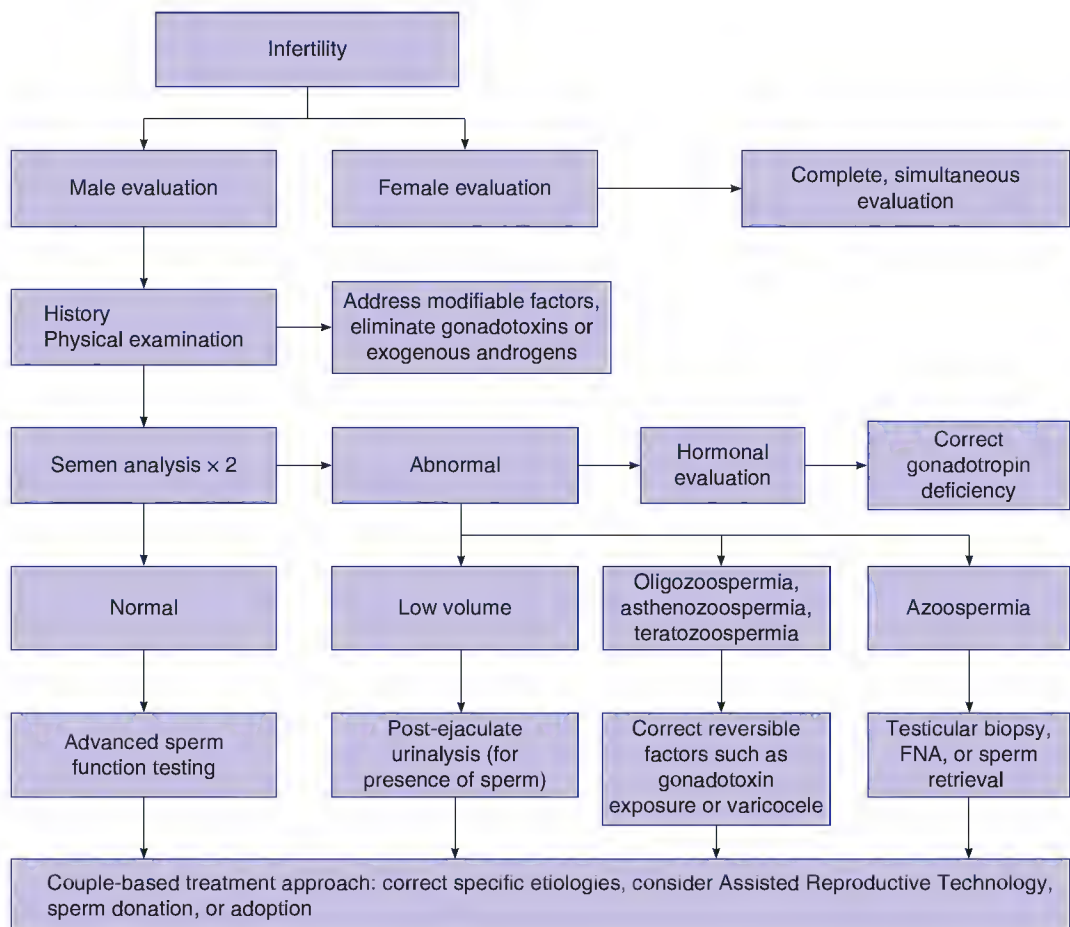 Infertility
Male evaluation
Female evaluation
Complete, simultaneous
evaluation
History
Physical examination
Address modifiable factors,
eliminate gonadotoxins or
exogenous androgens
Semen analysis × 2
Abnormal
Hormonal
evaluation
Correct
gonadotropin
deficiency
Normal
Low volume
Oligozoospermia,
asthenozoospermia,
teratozoospermia
Azoospermia
Advanced sperm
function testing
Post-ejaculate
urinalysis (for
presence of sperm)
Correct reversible
factors such as
gonadotoxin
exposure or varicocele
Testicular biopsy,
FNA, or sperm
retrieval
Couple-based treatment approach: correct specific etiologies, consider Assisted Reproductive Technology,
sperm donation, or adoption